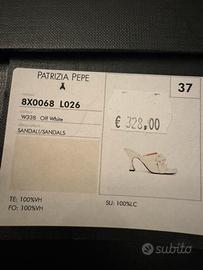 PATRIZIA PEPE
37
8X0068 L026
W338 Off White
SANDALI/SANDALS
€ 328,00
TE: 100%VH
FO: 100%VH
SU: 100%LC
subito